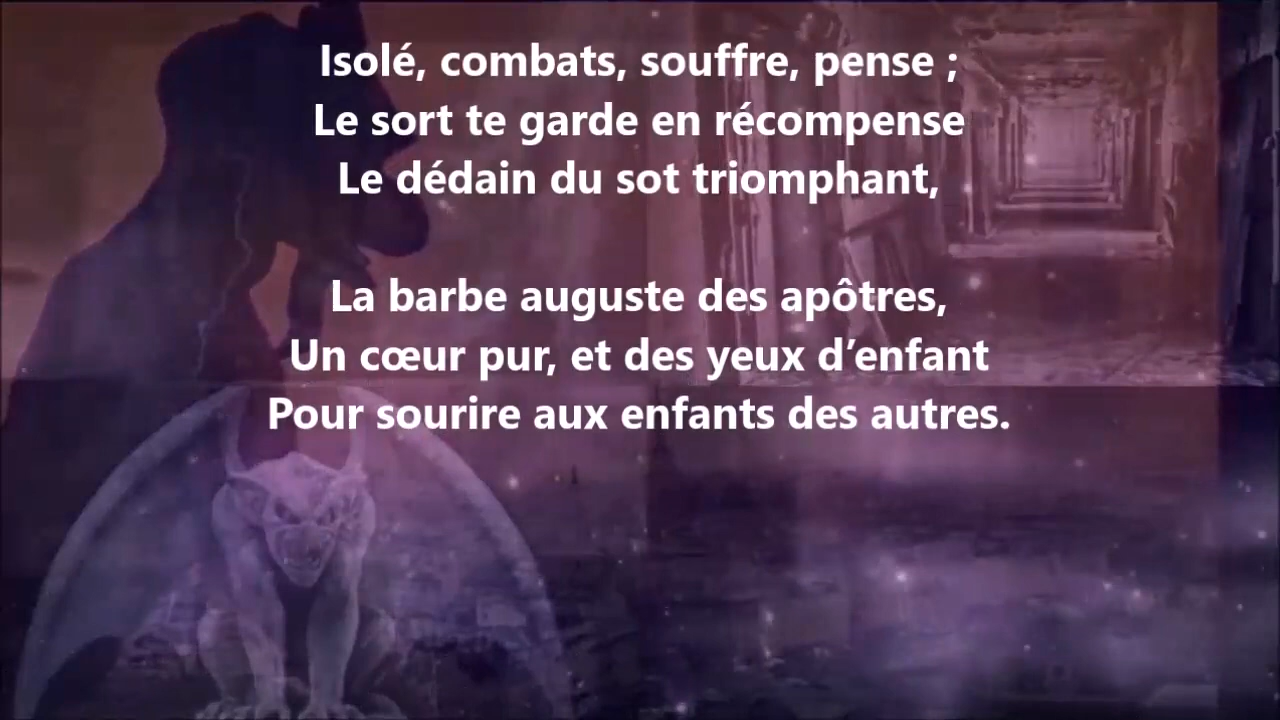 Isolé, combats, souffre, pense ;
Le sort te garde en récompense
Le dédain du sot triomphant,
La barbe auguste des apôtres,
Un cœur pur, et des yeux d’enfant
Pour sourire aux enfants des autres.